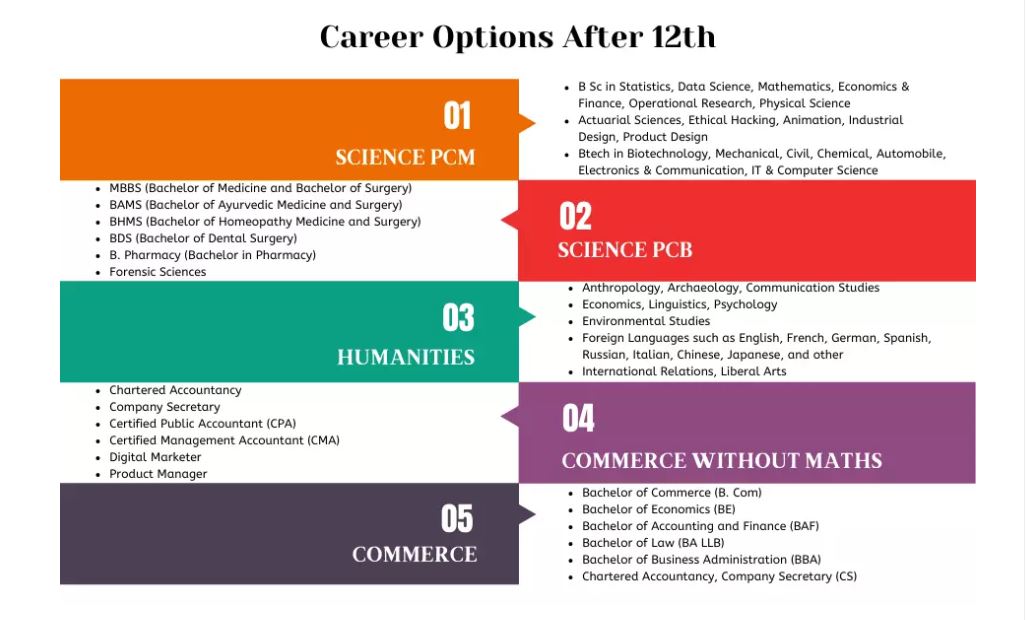 Career Options After 12th
01
SCIENCE PCM
• B Sc in Statistics, Data Science, Mathematics, Economics &
Finance, Operational Research, Physical Science
• Actuarial Sciences, Ethical Hacking, Animation, Industrial
Design, Product Design
• Btech in Biotechnology, Mechanical, Civil, Chemical, Automobile,
Electronics & Communication, IT & Computer Science
02
SCIENCE PCB
• MBBS (Bachelor of Medicine and Bachelor of Surgery)
• BAMS (Bachelor of Ayurvedic Medicine and Surgery)
• BHMS (Bachelor of Homeopathy Medicine and Surgery)
• BDS (Bachelor of Dental Surgery)
• B. Pharmacy (Bachelor in Pharmacy)
• Forensic Sciences
03
HUMANITIES
• Anthropology, Archaeology, Communication Studies
• Economics, Linguistics, Psychology
• Environmental Studies
• Foreign Languages such as English, French, German, Spanish,
Russian, Italian, Chinese, Japanese, and other
• International Relations, Liberal Arts
04
COMMERCE WITHOUT MATHS
• Chartered Accountancy
• Company Secretary
• Certified Public Accountant (CPA)
• Certified Management Accountant (CMA)
• Digital Marketer
• Product Manager
05
COMMERCE
• Bachelor of Commerce (B. Com)
• Bachelor of Economics (BE)
• Bachelor of Accounting and Finance (BAF)
• Bachelor of Law (BA LLB)
• Bachelor of Business Administration (BBA)
• Chartered Accountancy, Company Secretary (CS)